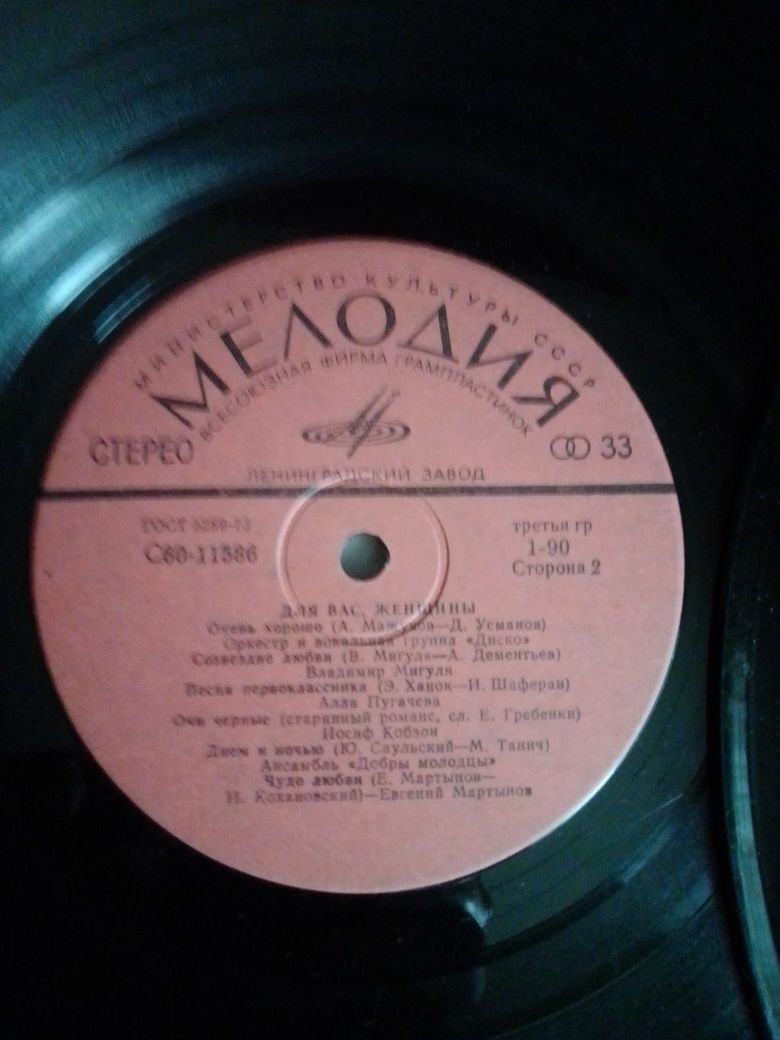 МИНИСТЕРСТВО КУЛЬТУРЫ СССР
МЕЛОДИЯ
ВСЕСОЮЗНАЯ ФИРМА ГРАМПЛАСТИНОК
СТЕРЕО
33
ЛЕНИНГРАДСКИЙ ЗАВОД
ГОСТ 5289-73
С60-11586
третья гр
1-90
Сторона 2
ДЛЯ ВАС, ЖЕНЩИНЫ
Очень хорошо (А. Мажуков—Д. Усманов)
Оркестр и вокальная группа «Диско»
Созвездие любви (В. Мигуля—А. Дементьев)
Владимир Мигуля
Песня первоклассника (Э. Ханок—И. Шаферан)
Алла Пугачева
Очи черные (старинный романс, сл. Е. Гребенки)
Иосиф Кобзон
Днем и ночью (Ю. Саульский—М. Танич)
Ансамбль «Добры молодцы»
Чудо любви (Е. Мартынов—
И. Кохановский)—Евгений Мартынов